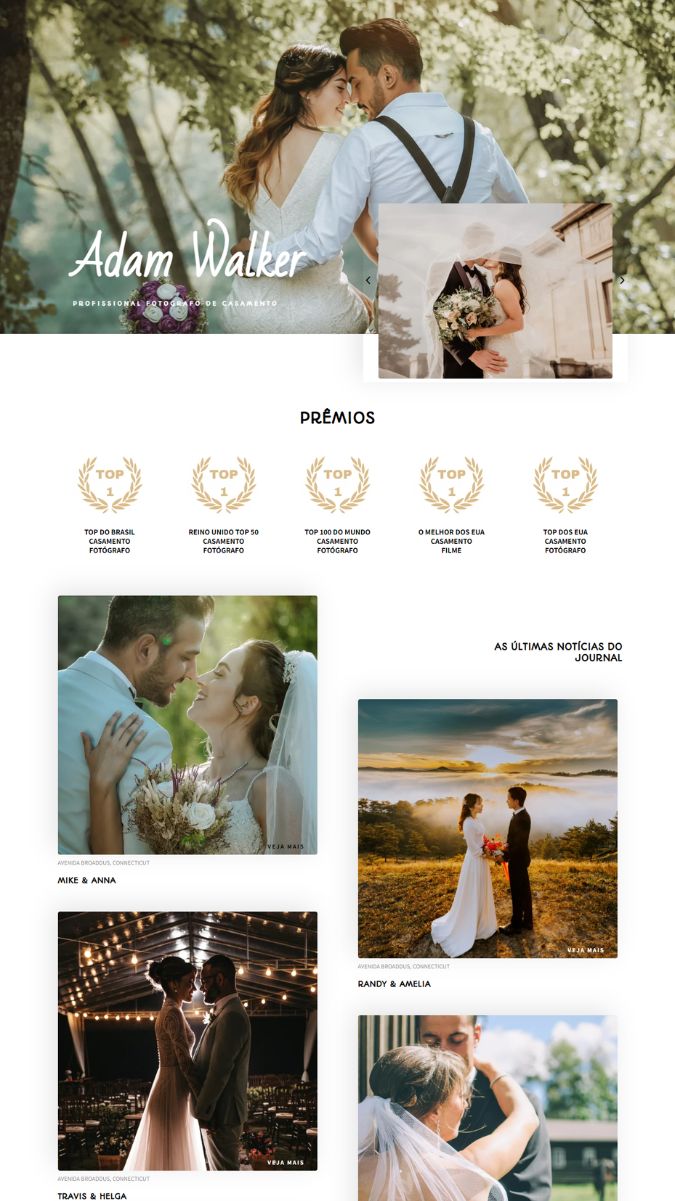 Adam Walker
PROFISSIONAL FOTÓGRAFO DE CASAMENTO
PRÊMIOS
TOP
1
TOP
1
TOP
1
TOP
1
TOP
1
TOP DO BRASIL
CASAMENTO
FOTÓGRAFO
REINO UNIDO TOP 50
CASAMENTO
FOTÓGRAFO
TOP 100 DO MUNDO
CASAMENTO
FOTÓGRAFO
O MELHOR DOS EUA
CASAMENTO
FILME
TOP DOS EUA
CASAMENTO
FOTÓGRAFO
AS ÚLTIMAS NOTÍCIAS DO
JOURNAL
VEJA MAIS
AVENIDA BROADOUS, CONNECTICUT
MIKE & ANNA
VEJA MAIS
AVENIDA BROADOUS, CONNECTICUT
RANDY & AMELIA
VEJA MAIS
AVENIDA BROADOUS, CONNECTICUT
TRAVIS & HELGA